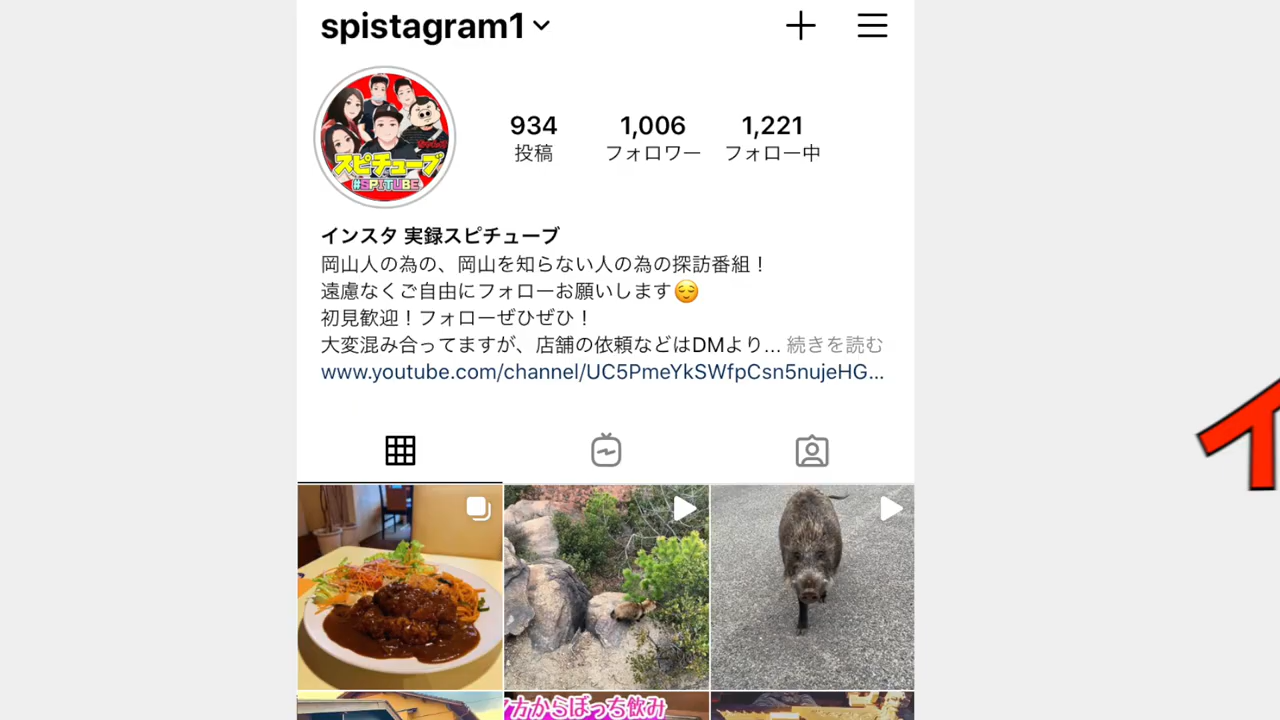 spistagram1
スピチューブ
#SPITUBE
934
投稿
1,006
フォロワー
1,221
フォロー中
インスタ 実録スピチューブ
岡山人の為の、岡山を知らない人の為の探訪番組！
遠慮なくご自由にフォローお願いします😌
初見歓迎！フォローぜひぜひ！
大変混み合ってますが、店舗の依頼などはDMより... 続きを読む
www.youtube.com/channel/UC5PmeYkSWfpCsn5nujeHG...
イ
方からぼっち飲み